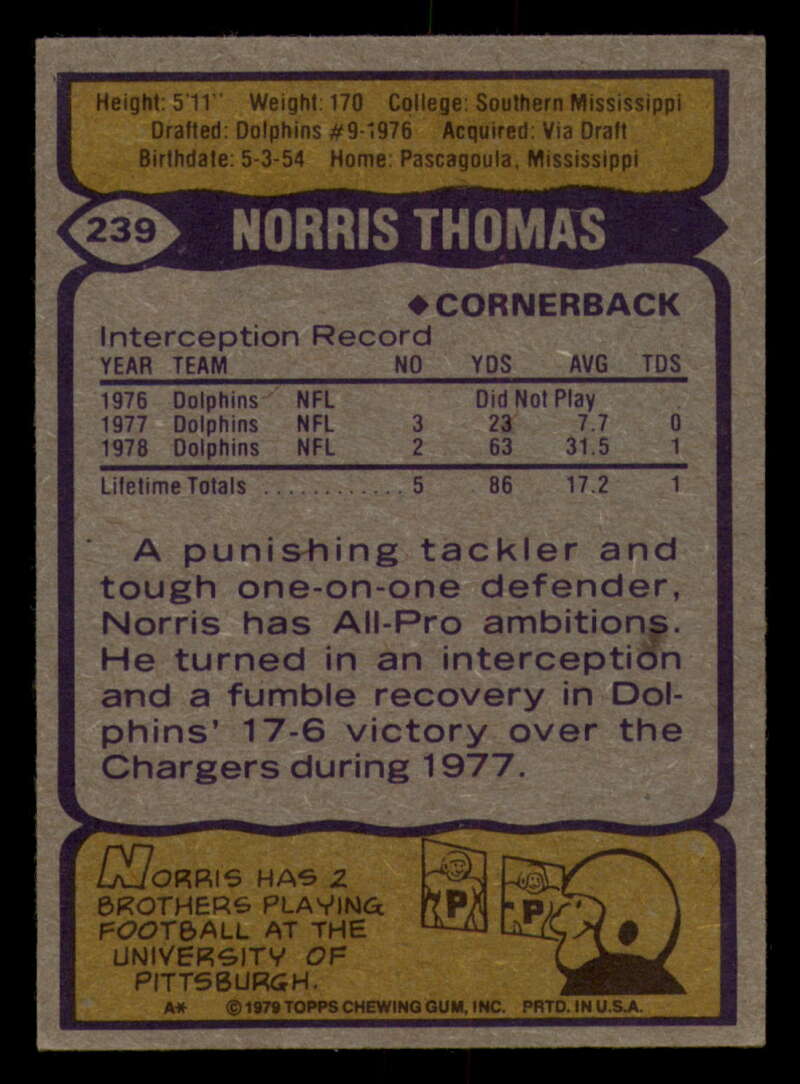 Height: 5'11" Weight: 170 College: Southern Mississippi
Drafted: Dolphins #9-1976 Acquired: Via Draft
Birthdate: 5-3-54 Home: Pascagoula, Mississippi
239 NORRIS THOMAS
◆CORNERBACK
Interception Record
YEAR TEAM NO YDS AVG TDS
1976 Dolphins NFL Did Not Play
1977 Dolphins NFL 3 23 7.7 0
1978 Dolphins NFL 2 63 31.5 1
Lifetime Totals ............ 5 86 17.2 1
A punishing tackler and
tough one-on-one defender,
Norris has All-Pro ambitions.
He turned in an interception
and a fumble recovery in Dol-
phins' 17-6 victory over the
Chargers during 1977.
NORRIS HAS 2
BROTHERS PLAYING
FOOTBALL AT THE
UNIVERSITY OF
PITTSBURGH.
P P
A* ©1979 TOPPS CHEWING GUM, INC. PRTD. IN U.S.A.